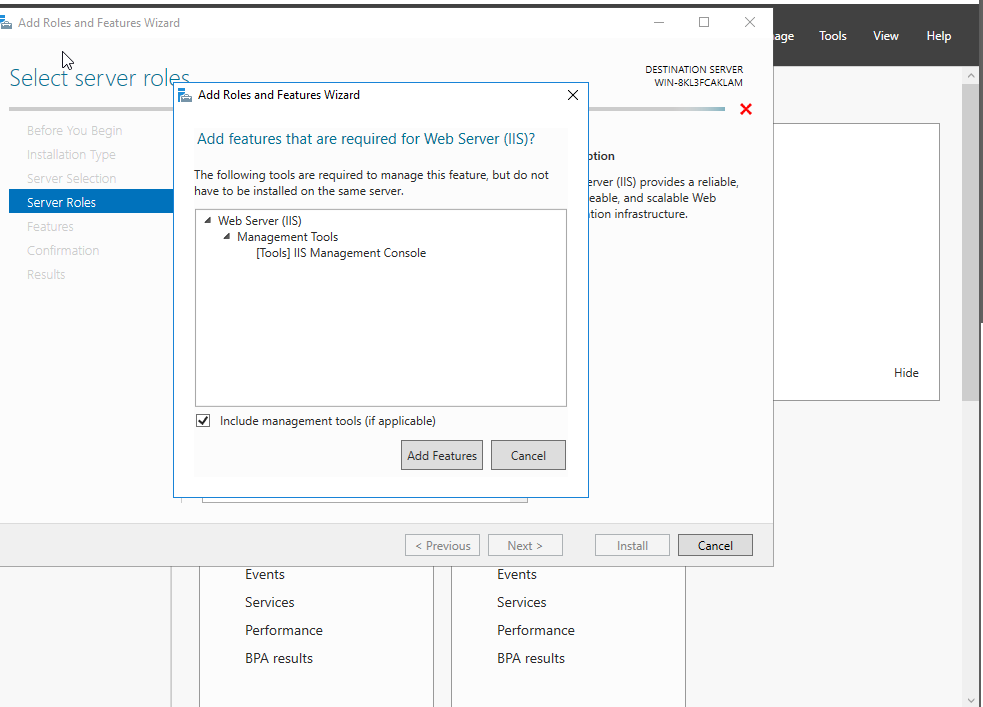 Add Roles and Features Wizard
Tools
View
Help
Select server roles
DESTINATION SERVER
WIN-8KL3FCAKLAM
Before You Begin
Installation Type
Server Selection
Server Roles
Features
Confirmation
Results
Add Roles and Features Wizard
Add features that are required for Web Server (IIS)?
The following tools are required to manage this feature, but do not
have to be installed on the same server.
Web Server (IIS)
Management Tools
[Tools] IIS Management Console
Include management tools (if applicable)
Add Features
Cancel
(IIS) provides a reliable,
and scalable Web
infrastructure.
Hide
< Previous
Next >
Install
Cancel
Events
Services
Performance
BPA results
Events
Services
Performance
BPA results